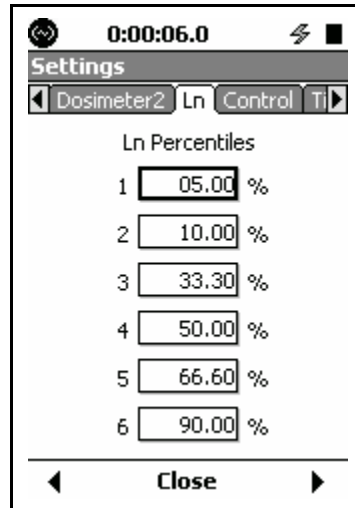 0:00:06.0
Settings
Dosimeter2 Ln Control Ti
Ln Percentiles
1 05.00 %
2 10.00 %
3 33.30 %
4 50.00 %
5 66.60 %
6 90.00 %
Close